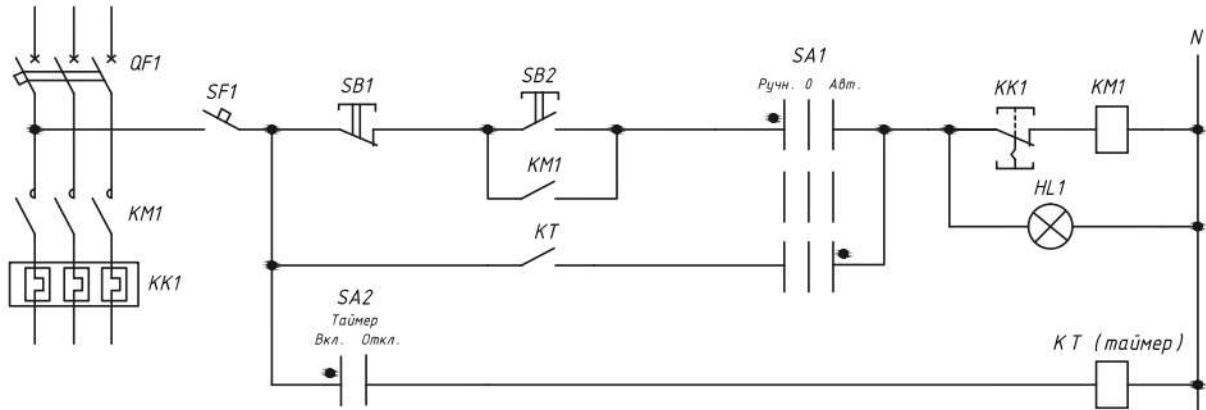 QF1
SF1
SB1
SB2
SA1
Ручн. 0 Авт.
KK1
KM1
N
KM1
HL1
KM1
KT
KK1
SA2
Таймер
Вкл. Откл.
KT (таймер)